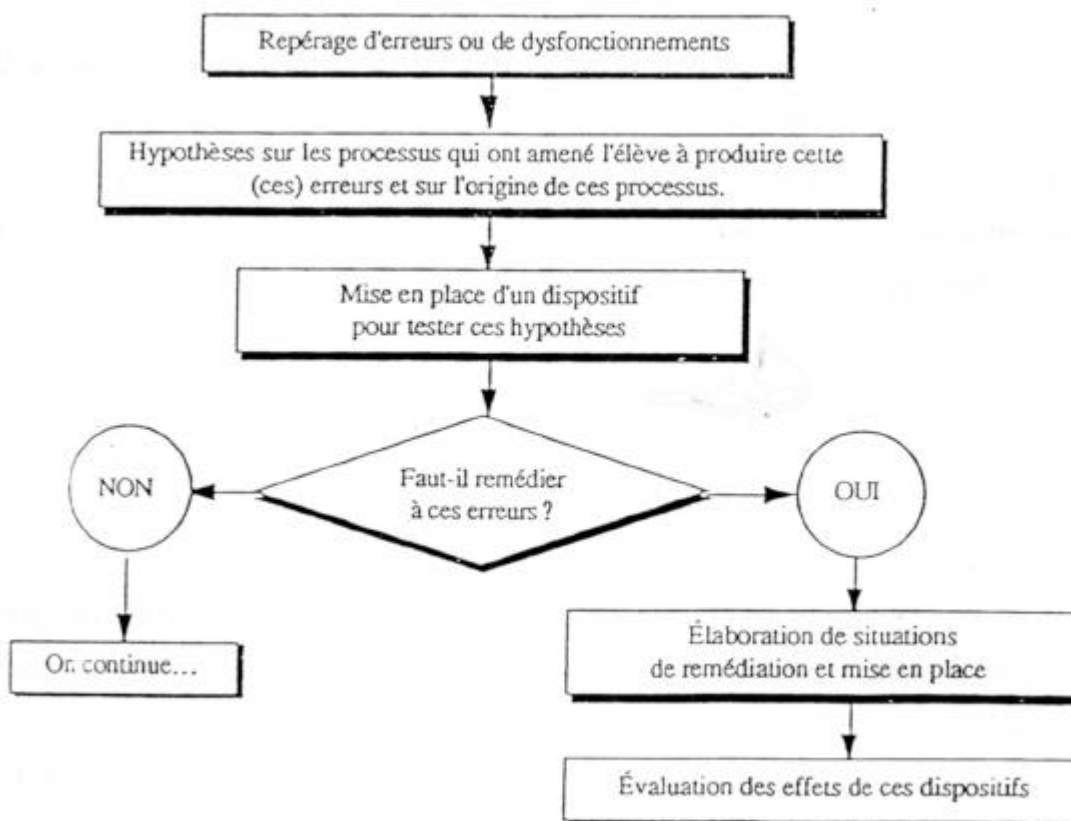 Repérage d'erreurs ou de dysfonctionnements
Hypothèses sur les processus qui ont amené l'élève à produire cette
(ces) erreurs et sur l'origine de ces processus.
Mise en place d'un dispositif
pour tester ces hypothèses
Faut-il remédier
à ces erreurs ?
NON
OUI
On continue...
Élaboration de situations
de remédiation et mise en place
Évaluation des effets de ces dispositifs